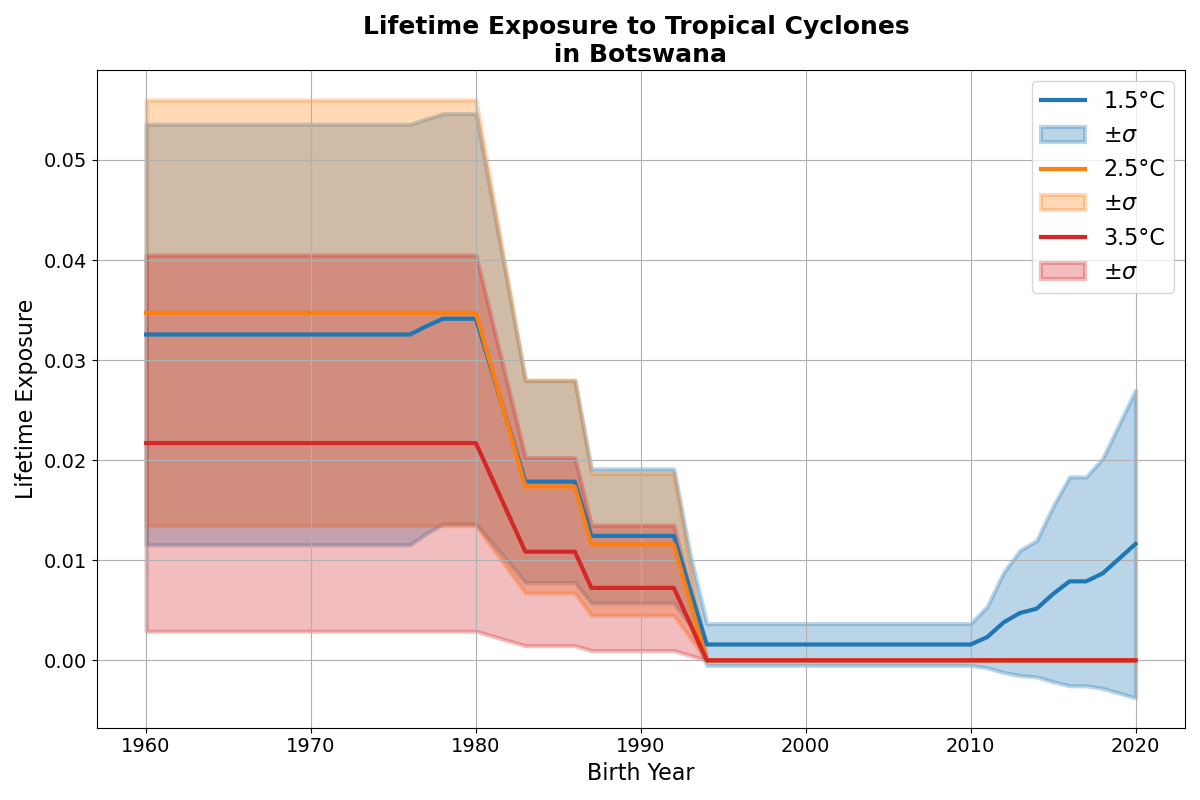 Lifetime Exposure to Tropical Cyclones
in Botswana
1.5°C
±σ
2.5°C
±σ
3.5°C
±σ
Lifetime Exposure
0.05
0.04
0.03
0.02
0.01
0.00
1960 1970 1980 1990 2000 2010 2020
Birth Year